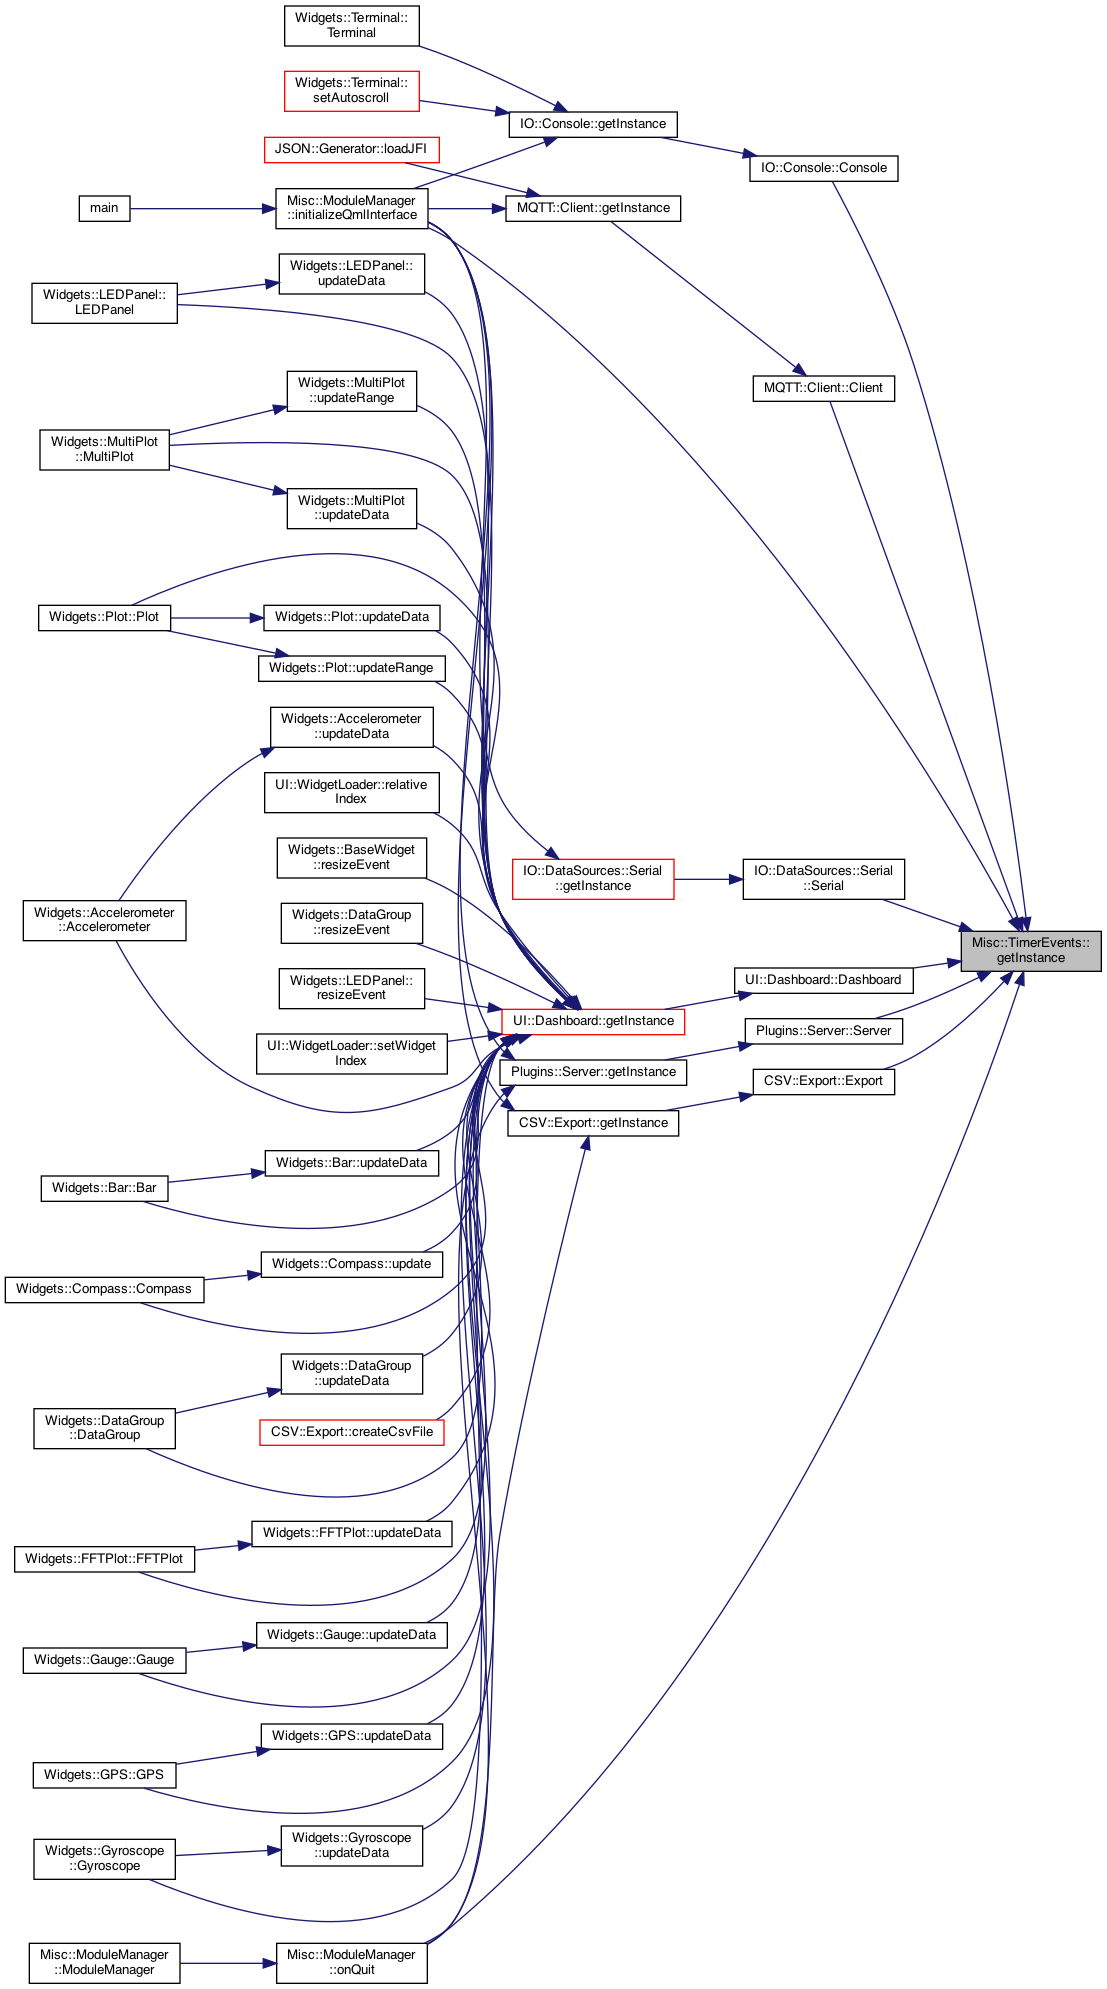 Widgets::Terminal::
Terminal
Widgets::Terminal::
setAutoscroll
IO::Console::getInstance
JSON::Generator::loadJFI
IO::Console::Console
main
Misc::ModuleManager
::initializeQmlInterface
MQTT::Client::getInstance
Widgets::LEDPanel::
updateData
Widgets::LEDPanel::
LEDPanel
Widgets::MultiPlot
::updateRange
MQTT::Client::Client
Widgets::MultiPlot
::MultiPlot
Widgets::MultiPlot
::updateData
Widgets::Plot::Plot
Widgets::Plot::updateData
Widgets::Plot::updateRange
Widgets::Accelerometer
::updateData
UI::WidgetLoader::relative
Index
Widgets::BaseWidget
::resizeEvent
IO::DataSources::Serial
::getInstance
IO::DataSources::Serial
::Serial
Widgets::Accelerometer
::Accelerometer
Widgets::DataGroup
::resizeEvent
Misc::TimerEvents::
getInstance
Widgets::LEDPanel::
resizeEvent
UI::Dashboard::Dashboard
UI::Dashboard::getInstance
Plugins::Server::Server
UI::WidgetLoader::setWidget
Index
Plugins::Server::getInstance
CSV::Export::Export
CSV::Export::getInstance
Widgets::Bar::updateData
Widgets::Bar::Bar
Widgets::Compass::update
Widgets::Compass::Compass
Widgets::DataGroup
::updateData
Widgets::DataGroup
::DataGroup
CSV::Export::createCsvFile
Widgets::FFTPlot::updateData
Widgets::FFTPlot::FFTPlot
Widgets::Gauge::updateData
Widgets::Gauge::Gauge
Widgets::GPS::updateData
Widgets::GPS::GPS
Widgets::Gyroscope
::updateData
Widgets::Gyroscope
::Gyroscope
Misc::ModuleManager
::ModuleManager
Misc::ModuleManager
::onQuit